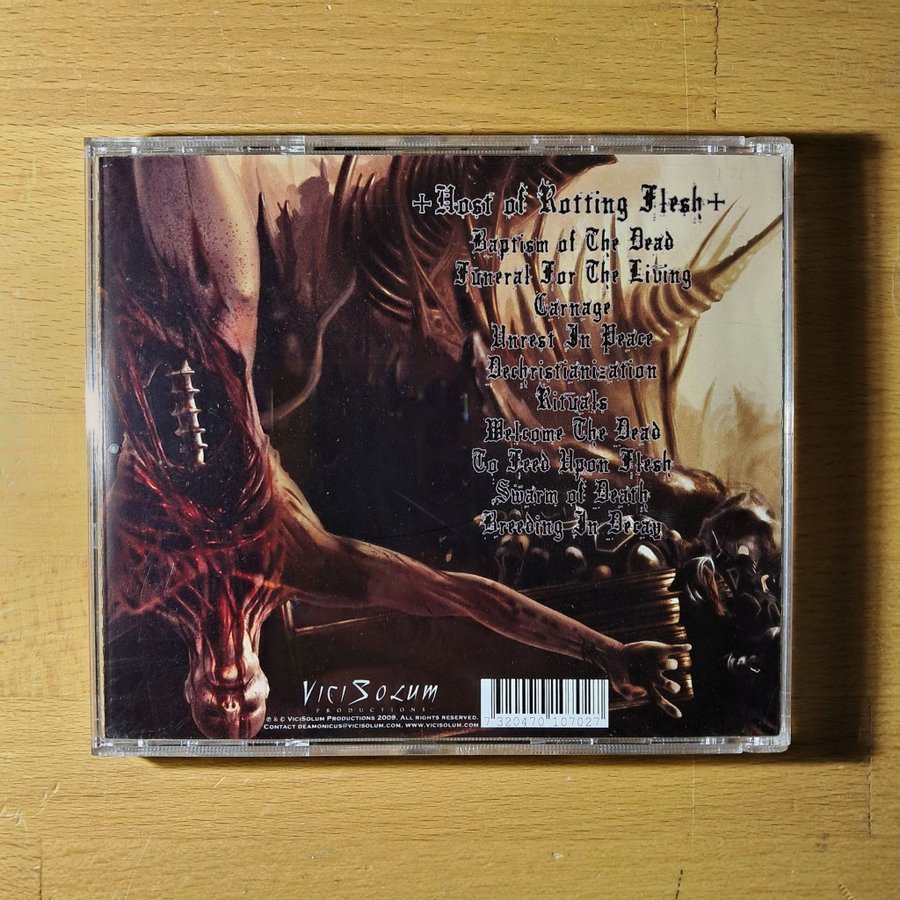 +Host of Rotting Flesh+
Baptism of The Dead
Funeral For The Living
Carnage
Unrest In Peace
Dechristianization
Rituals
Welcome The Dead
To Feed Upon Flesh
Swarm of Death
Breeding In Decay
ViciSolum
PRODUCTIONS
℗ & © ViciSolum Productions 2009. All rights reserved.
Contact deamonicus@vicisolum.com, www.vicisolum.com
7 320470 107027